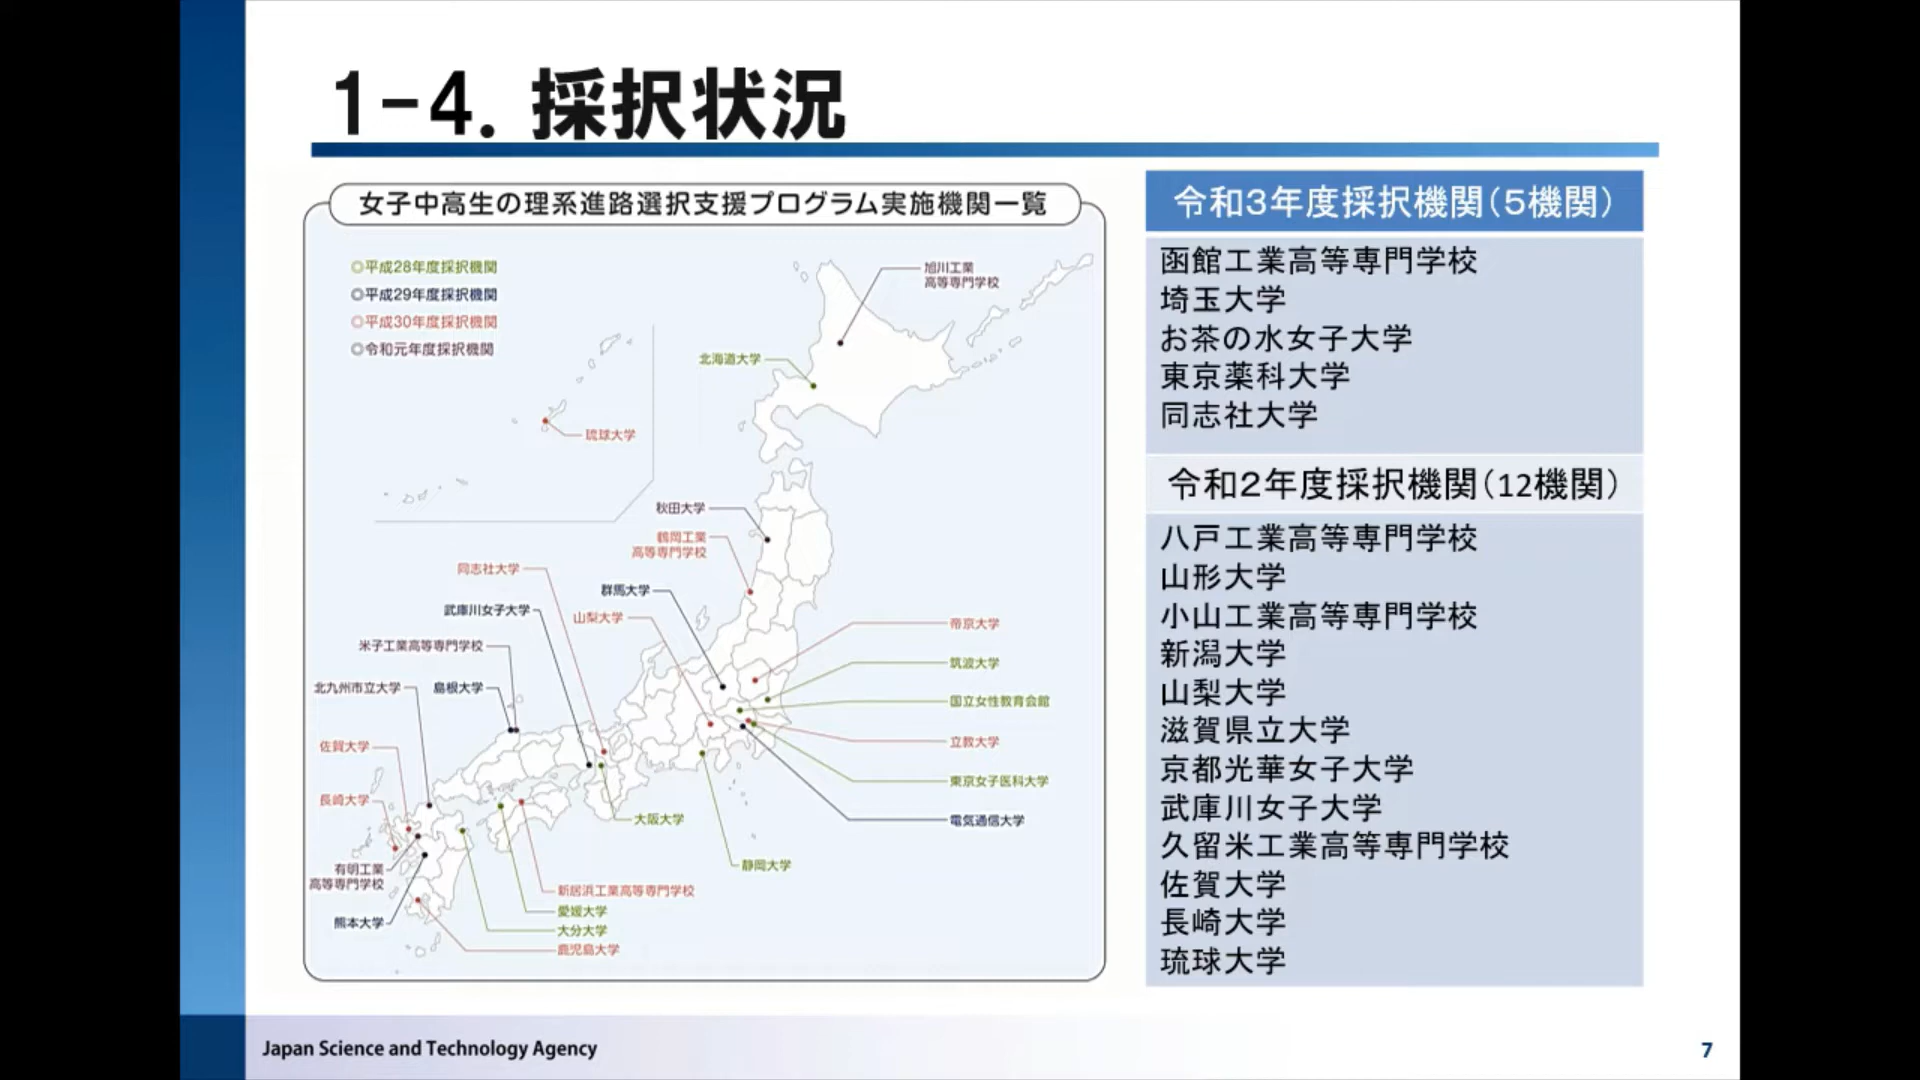 1-4. 採択状況
女子中高生の理系進路選択支援プログラム実施機関一覧
◎平成28年度採択機関
◎平成29年度採択機関
◎平成30年度採択機関
◎令和元年度採択機関
旭川工業
高等専門学校
北海道大学
琉球大学
秋田大学
鶴岡工業
高等専門学校
同志社大学
群馬大学
武庫川女子大学
山梨大学
米子工業高等専門学校
北九州市立大学
島根大学
佐賀大学
長崎大学
有明工業
高等専門学校
熊本大学
帝京大学
筑波大学
国立女性教育会館
立教大学
東京女子医科大学
電気通信大学
大阪大学
静岡大学
新居浜工業高等専門学校
愛媛大学
大分大学
鹿児島大学
令和3年度採択機関(5機関)
函館工業高等専門学校
埼玉大学
お茶の水女子大学
東京薬科大学
同志社大学
令和2年度採択機関(12機関)
八戸工業高等専門学校
山形大学
小山工業高等専門学校
新潟大学
山梨大学
滋賀県立大学
京都光華女子大学
武庫川女子大学
久留米工業高等専門学校
佐賀大学
長崎大学
琉球大学
Japan Science and Technology Agency
7